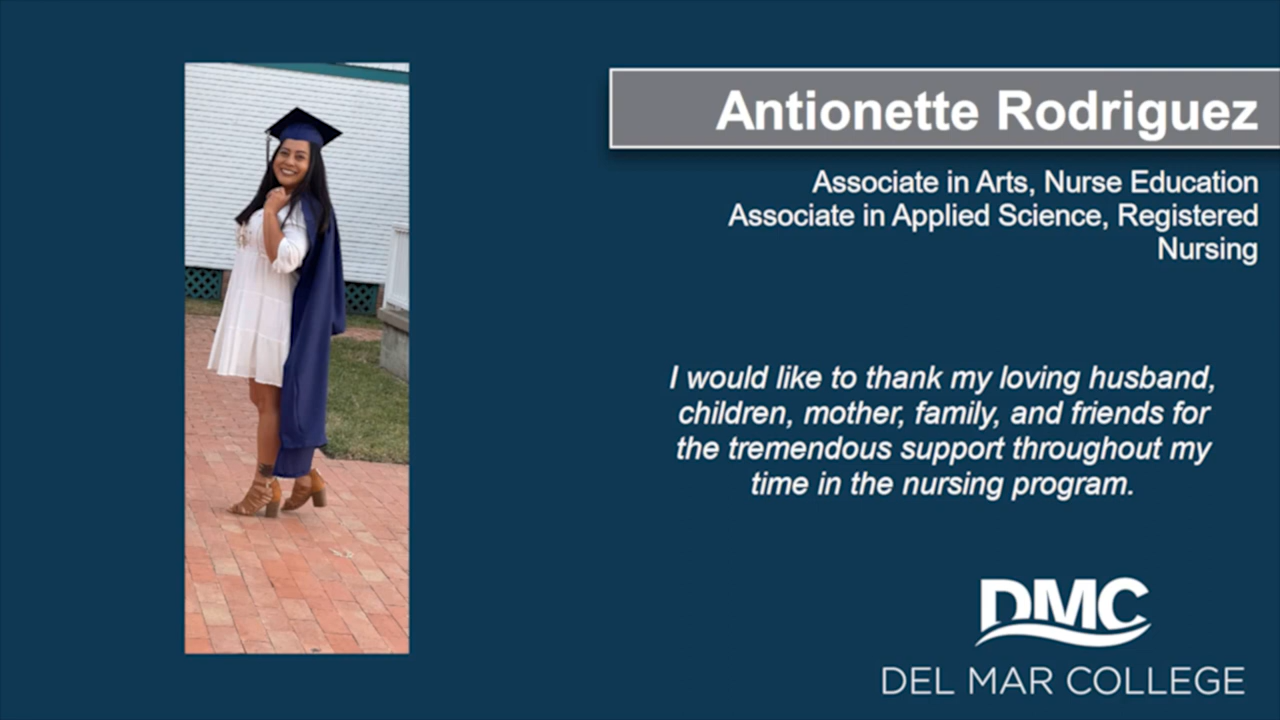 Antionette Rodriguez
Associate in Arts, Nurse Education
Associate in Applied Science, Registered
Nursing
I would like to thank my loving husband,
children, mother, family, and friends for
the tremendous support throughout my
time in the nursing program.
DMC
DEL MAR COLLEGE